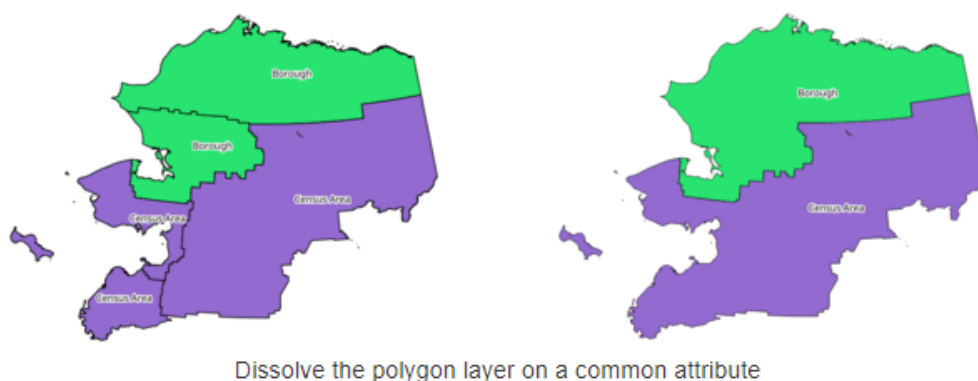 Borough
Borough
Borough
Census Area
Census Area
Census Area
Census Area
Dissolve the polygon layer on a common attribute